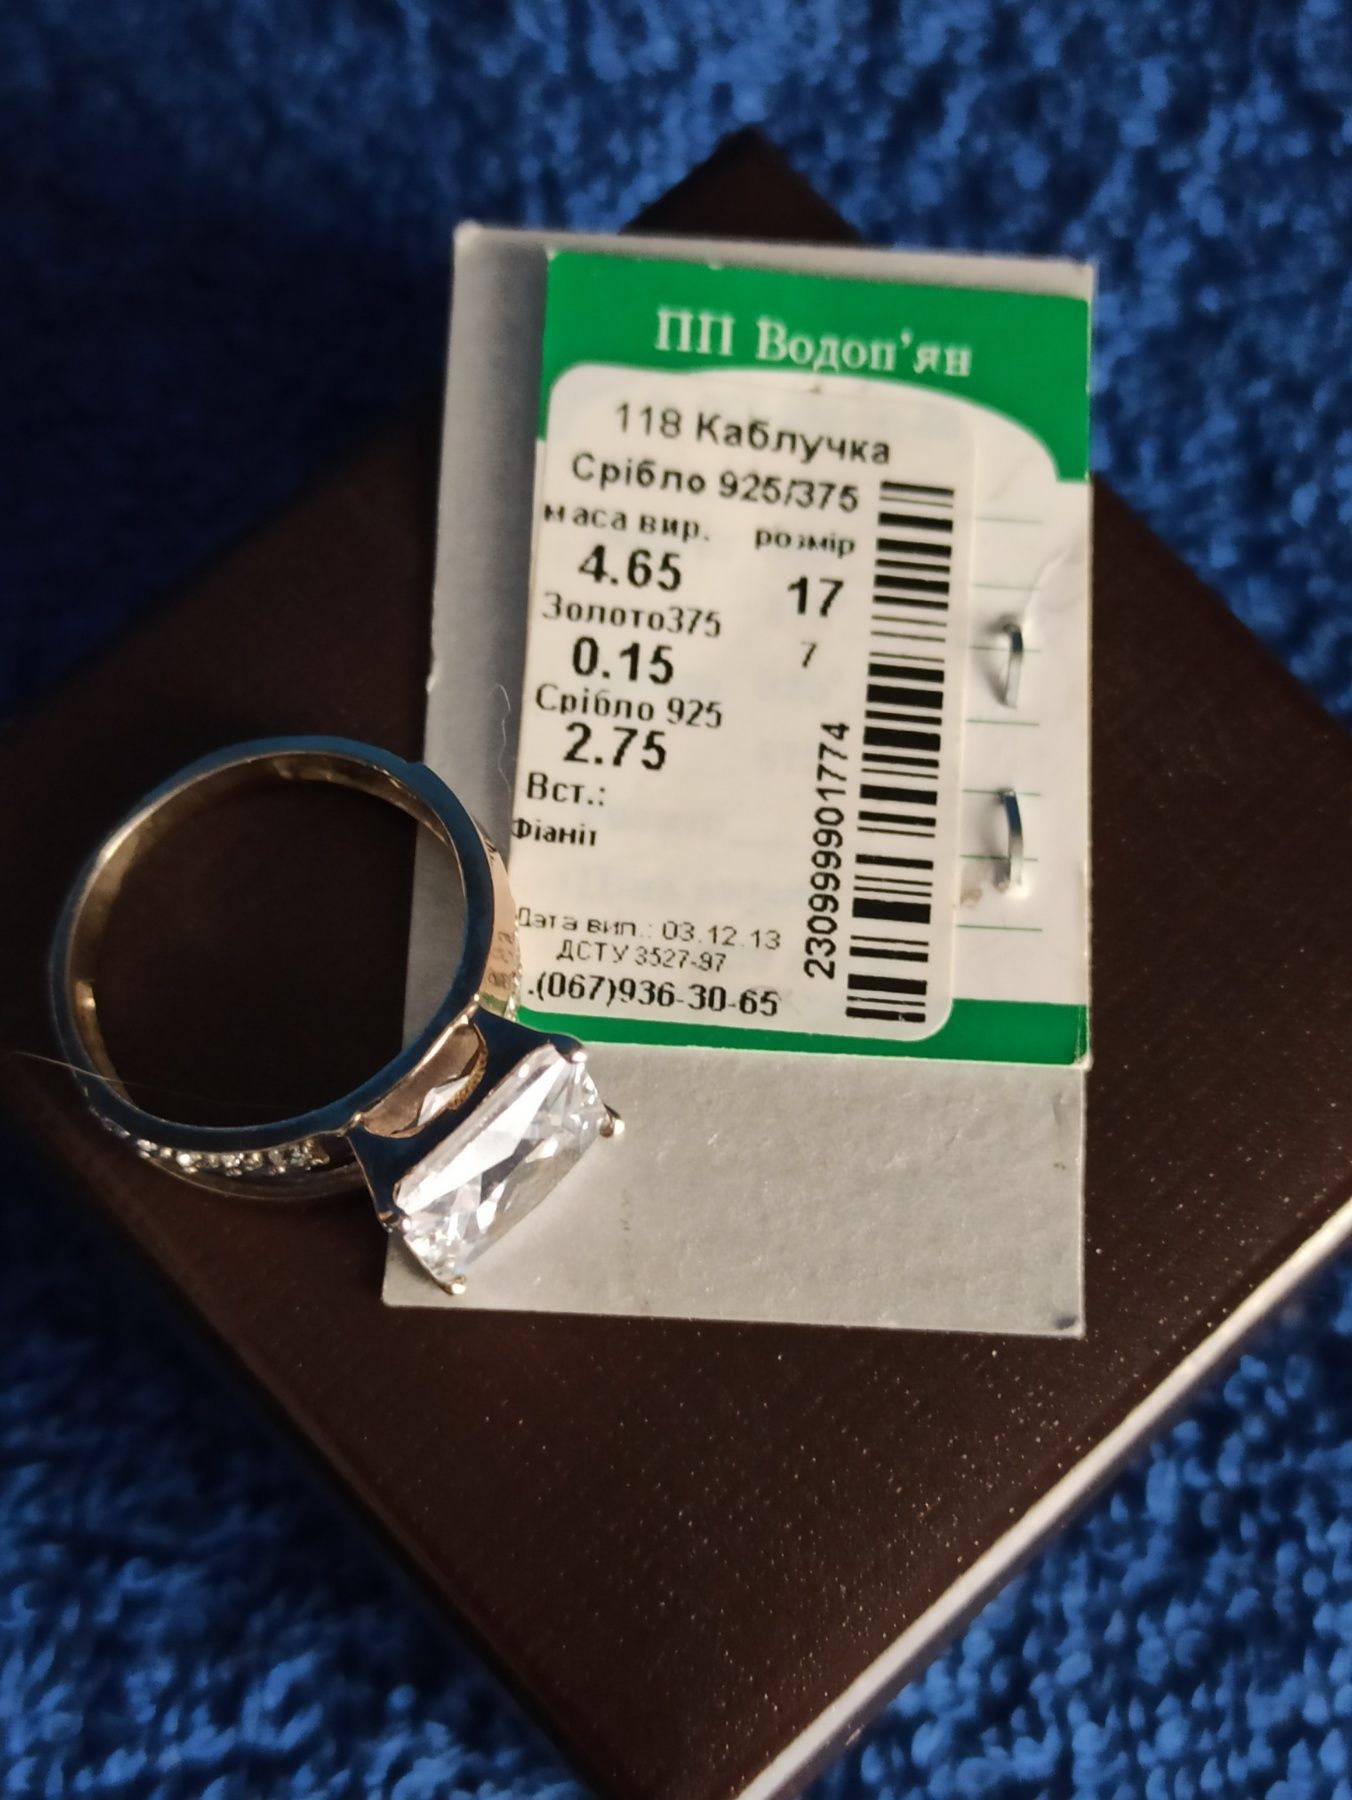 ПП Водоп’ян
118 Каблучка
Срібло 925/375
маса вир. розмір
4.65 17
Золото375
0.15 7
Срібло 925
2.75
Вст.:
Фіаніт
Дата вип.: 03.12.13
ДСТУ 3527-97
.(067)936-30-65
2309999901774